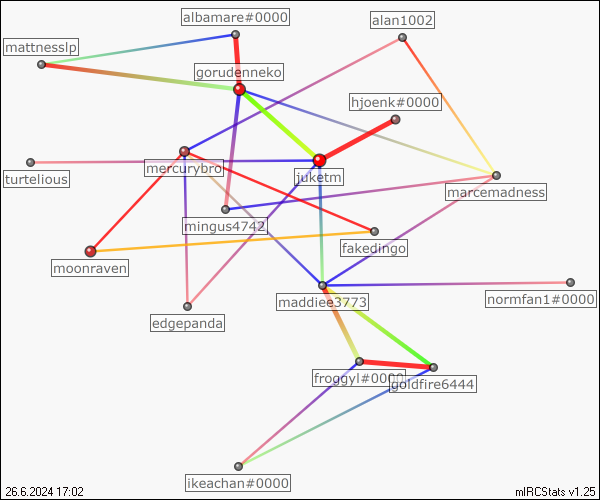 albamare#0000
alan1002
mattnesslp
gorudenneko
hjoenk#0000
mercurybro
juketm
turtelious
marcemadness
mingus4742
fakedingo
moonraven
maddiee3773
normfan1#0000
edgepanda
froggyl#0000
goldfire6444
ikeachan#0000
26.6.2024 17:02
mIRCStats v1.25